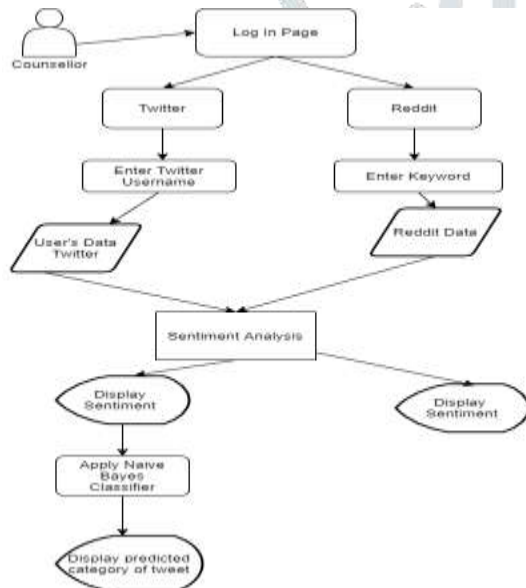 Counsellor
Log in Page
Twitter
Reddit
Enter Twitter
Username
Enter Keyword
User's Data
Twitter
Reddit Data
Sentiment Analysis
Display
Sentiment
Display
Sentiment
Apply Naive
Bayes
Classifier
Display predicted
category of tweet